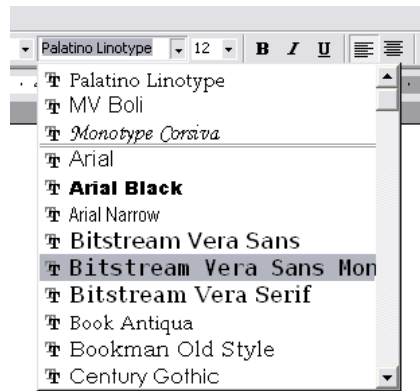 Palatino Linotype 12 B I U
Palatino Linotype
MV Boli
Monotype Corsiva
Arial
Arial Black
Arial Narrow
Bitstream Vera Sans
Bitstream Vera Sans Mon
Bitstream Vera Serif
Book Antiqua
Bookman Old Style
Century Gothic